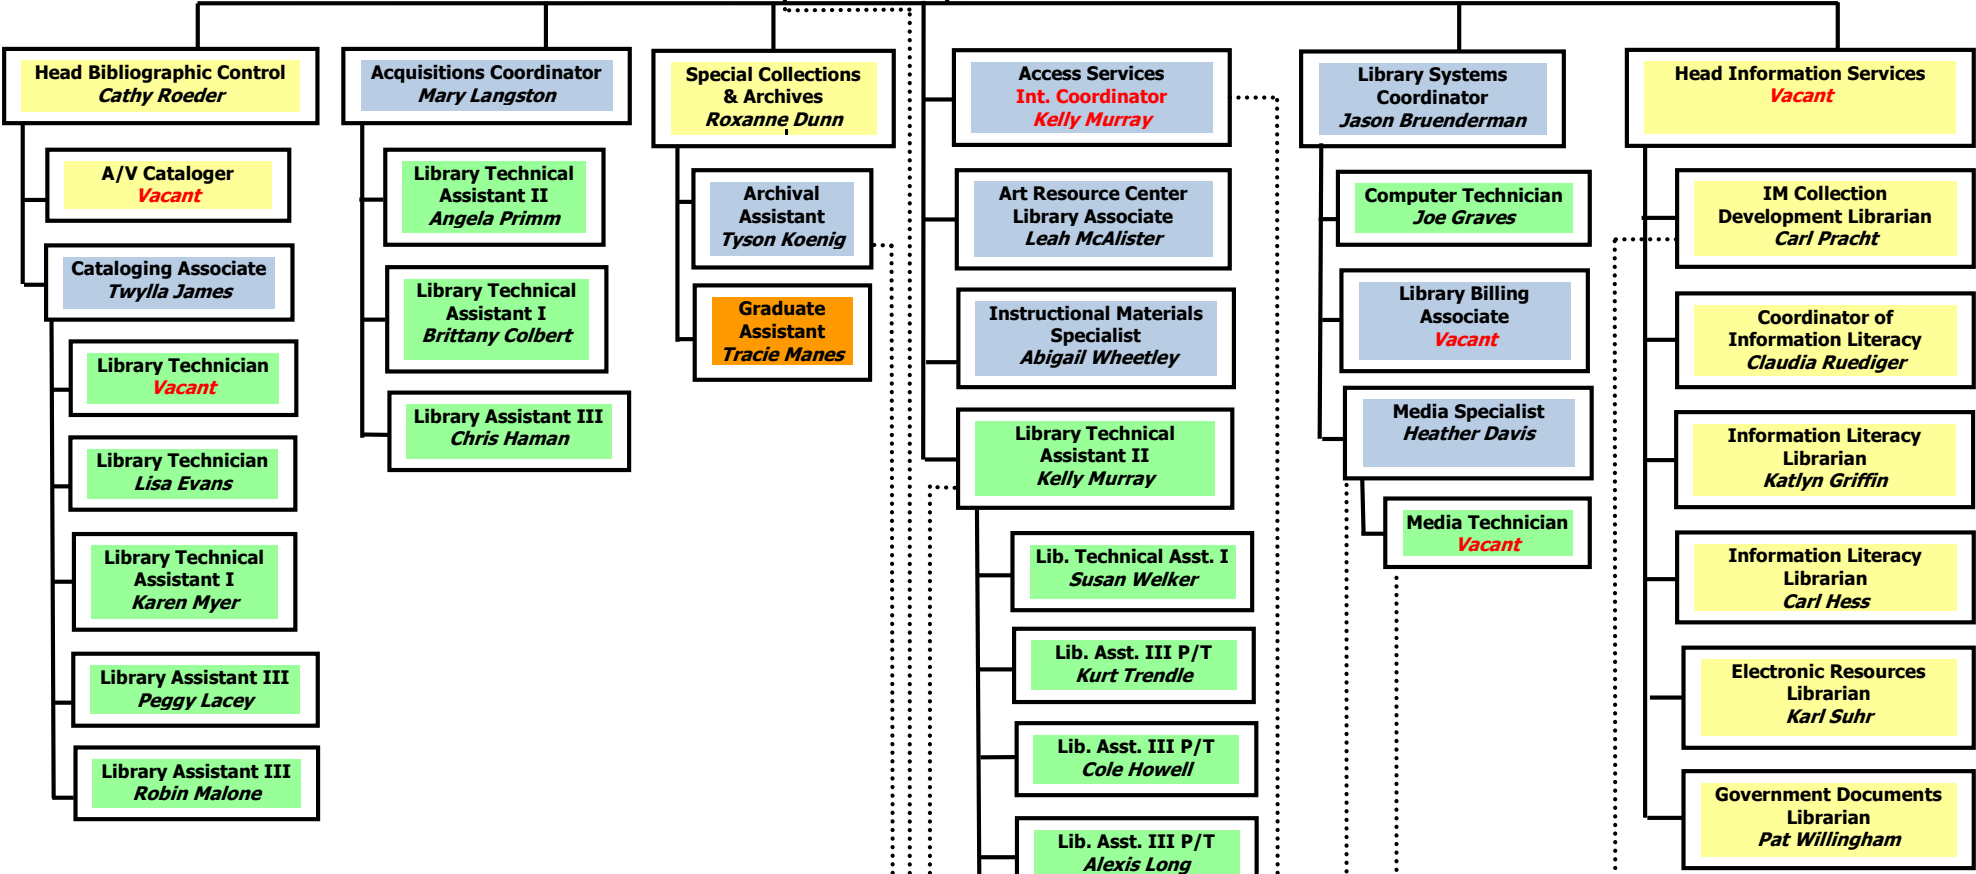 Head Bibliographic Control
Cathy Roeder
A/V Cataloger
Vacant
Cataloging Associate
Twylla James
Library Technician
Vacant
Library Technician
Lisa Evans
Library Technical
Assistant I
Karen Myer
Library Assistant III
Peggy Lacey
Library Assistant III
Robin Malone
Acquisitions Coordinator
Mary Langston
Library Technical
Assistant II
Angela Primm
Library Technical
Assistant I
Brittany Colbert
Library Assistant III
Chris Haman
Special Collections
& Archives
Roxanne Dunn
Archival
Assistant
Tyson Koenig
Graduate
Assistant
Tracie Manes
Access Services
Int. Coordinator
Kelly Murray
Art Resource Center
Library Associate
Leah McAlister
Instructional Materials
Specialist
Abigail Wheetley
Library Technical
Assistant II
Kelly Murray
Lib. Technical Asst. I
Susan Welker
Lib. Asst. III P/T
Kurt Trendle
Lib. Asst. III P/T
Cole Howell
Lib. Asst. III P/T
Alexis Long
Library Systems
Coordinator
Jason Bruenderman
Computer Technician
Joe Graves
Library Billing
Associate
Vacant
Media Specialist
Heather Davis
Media Technician
Vacant
Head Information Services
Vacant
IM Collection
Development Librarian
Carl Pracht
Coordinator of
Information Literacy
Claudia Ruediger
Information Literacy
Librarian
Katlyn Griffin
Information Literacy
Librarian
Carl Hess
Electronic Resources
Librarian
Karl Suhr
Government Documents
Librarian
Pat Willingham